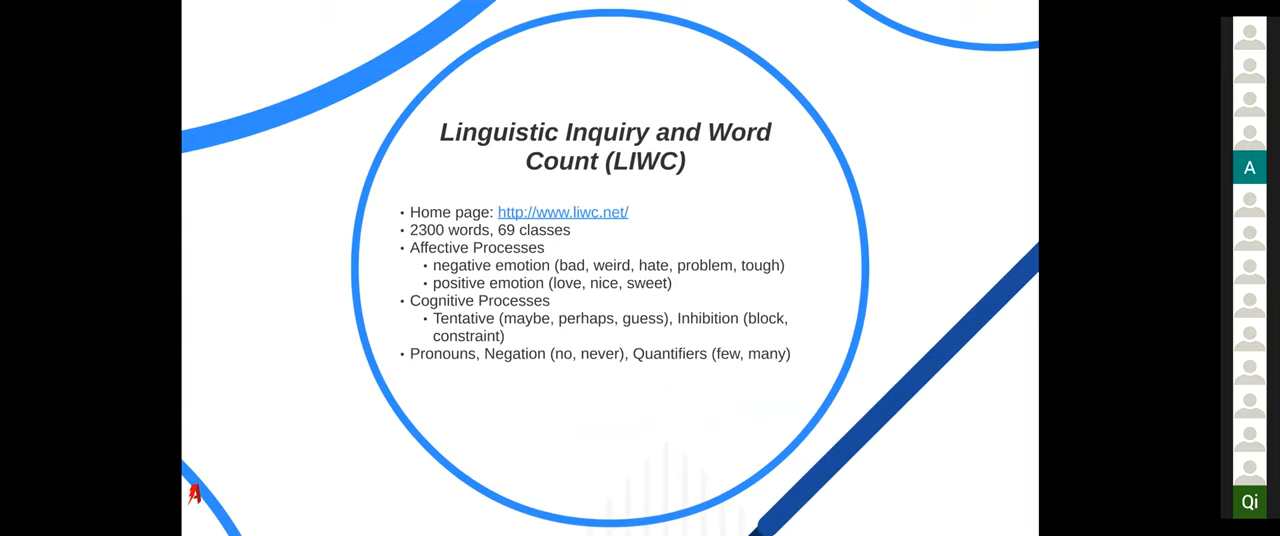 Linguistic Inquiry and Word
Count (LIWC)
• Home page: http://www.liwc.net/
• 2300 words, 69 classes
• Affective Processes
• negative emotion (bad, weird, hate, problem, tough)
• positive emotion (love, nice, sweet)
• Cognitive Processes
• Tentative (maybe, perhaps, guess), Inhibition (block,
constraint)
• Pronouns, Negation (no, never), Quantifiers (few, many)
A
A
Qi